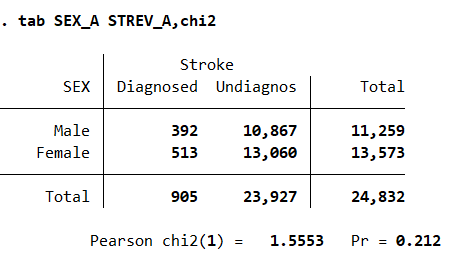 . tab SEX_A STREV_A,chi2
Stroke
SEX Diagnosed Undiagnos Total
Male 392 10,867 11,259
Female 513 13,060 13,573
Total 905 23,927 24,832
Pearson chi2(1) = 1.5553 Pr = 0.212